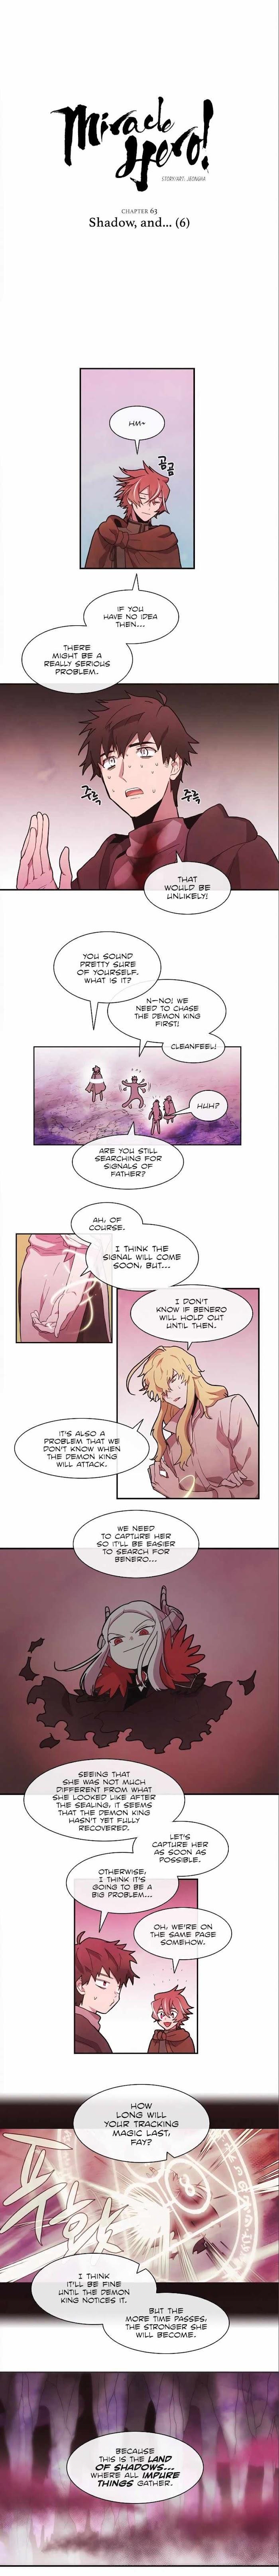 Miracle
Hero!
STORY/ART. JEONGHA
CHAPTER 63
Shadow, and... (6)
HM~
곰곰
IF YOU
HAVE NO IDEA
THEN...
THERE
MIGHT BE A
REALLY SERIOUS
PROBLEM.
주륵
주륵
THAT
WOULD BE
UNLIKELY!
YOU SOUND
PRETTY SURE
OF YOURSELF.
WHAT IS IT?
N-NO! WE
NEED TO CHASE
THE DEMON KING
FIRST!
CLEANFEEL!
HUH?
ARE YOU STILL
SEARCHING FOR
SIGNALS OF
FATHER?
AH, OF
COURSE.
I THINK THE
SIGNAL WILL COME
SOON, BUT...
I DON'T
KNOW IF BENERO
WILL HOLD OUT
UNTIL THEN.
IT'S ALSO A
PROBLEM THAT WE
DON'T KNOW WHEN
THE DEMON KING
WILL ATTACK.
WE NEED
TO CAPTURE HER
SO IT'LL BE EASIER
TO SEARCH FOR
BENERO...
SEEING THAT
SHE WAS NOT MUCH
DIFFERENT FROM WHAT
SHE LOOKED LIKE AFTER
THE SEALING, IT SEEMS
THAT THE DEMON KING
HASN'T YET FULLY
RECOVERED.
LET'S
CAPTURE HER
AS SOON AS
POSSIBLE.
OTHERWISE,
I THINK IT'S
GOING TO BE A
BIG PROBLEM...
OH, WE'RE ON
THE SAME PAGE
SOMEHOW.
HOW
LONG WILL
YOUR TRACKING
MAGIC LAST,
FAY?
I THINK
IT'LL BE FINE
UNTIL THE DEMON
KING NOTICES IT.
BUT THE
MORE TIME PASSES,
THE STRONGER SHE
WILL BECOME.
BECAUSE
THIS IS THE LAND
OF SHADOWS...
WHERE ALL IMPURE
THINGS GATHER.